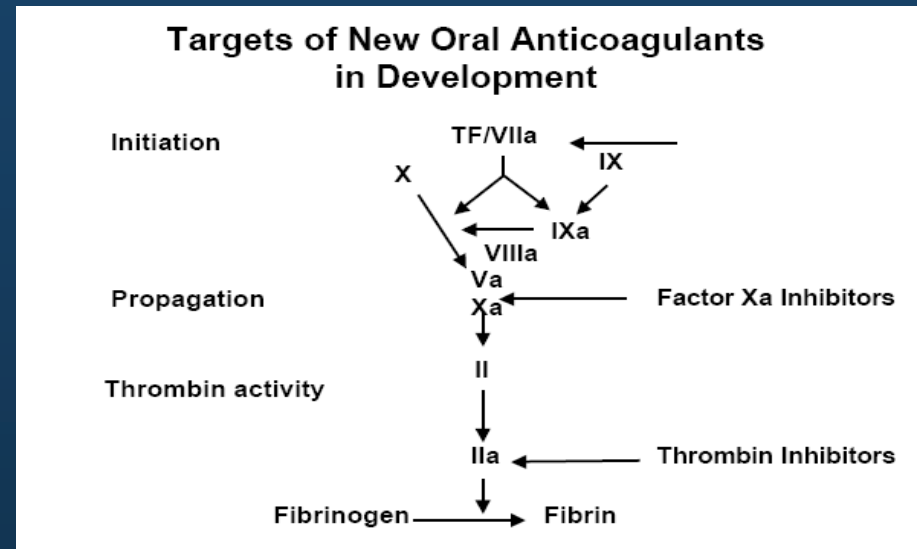 Targets of New Oral Anticoagulants
in Development
Initiation
TF/VIIa
IX
X
IXa
VIIIa
Va
Propagation
Xa
Factor Xa Inhibitors
II
Thrombin activity
IIa
Thrombin Inhibitors
Fibrinogen
Fibrin